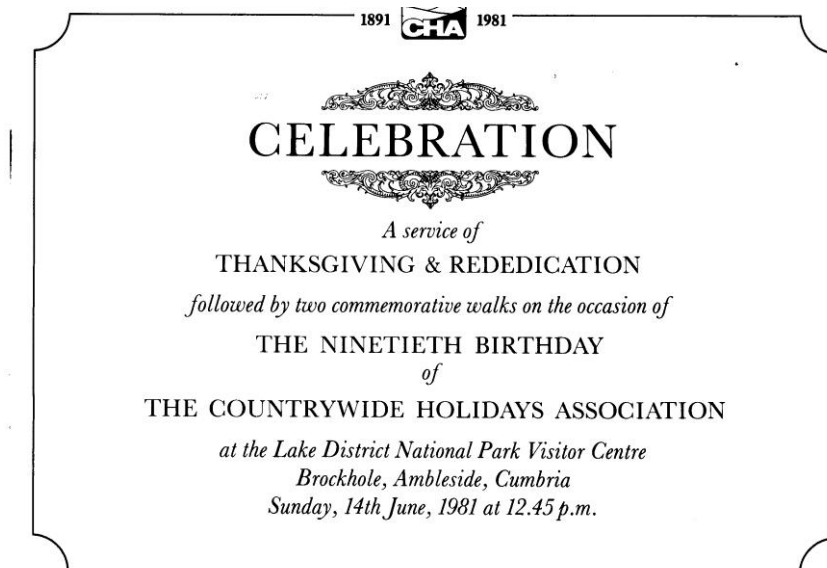 1891 CHA 1981
CELEBRATION
A service of
THANKSGIVING & REDEDICATION
followed by two commemorative walks on the occasion of
THE NINETIETH BIRTHDAY
of
THE COUNTRYWIDE HOLIDAYS ASSOCIATION
at the Lake District National Park Visitor Centre
Brockhole, Ambleside, Cumbria
Sunday, 14th June, 1981 at 12.45 p.m.